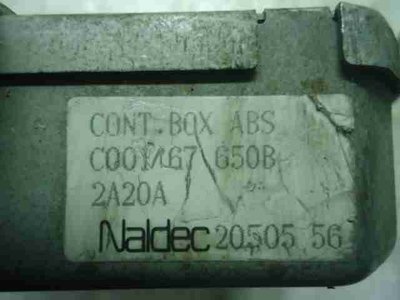 CONT.BOX ABS
C001 67 650B
2A20A
Naldec 20505 56